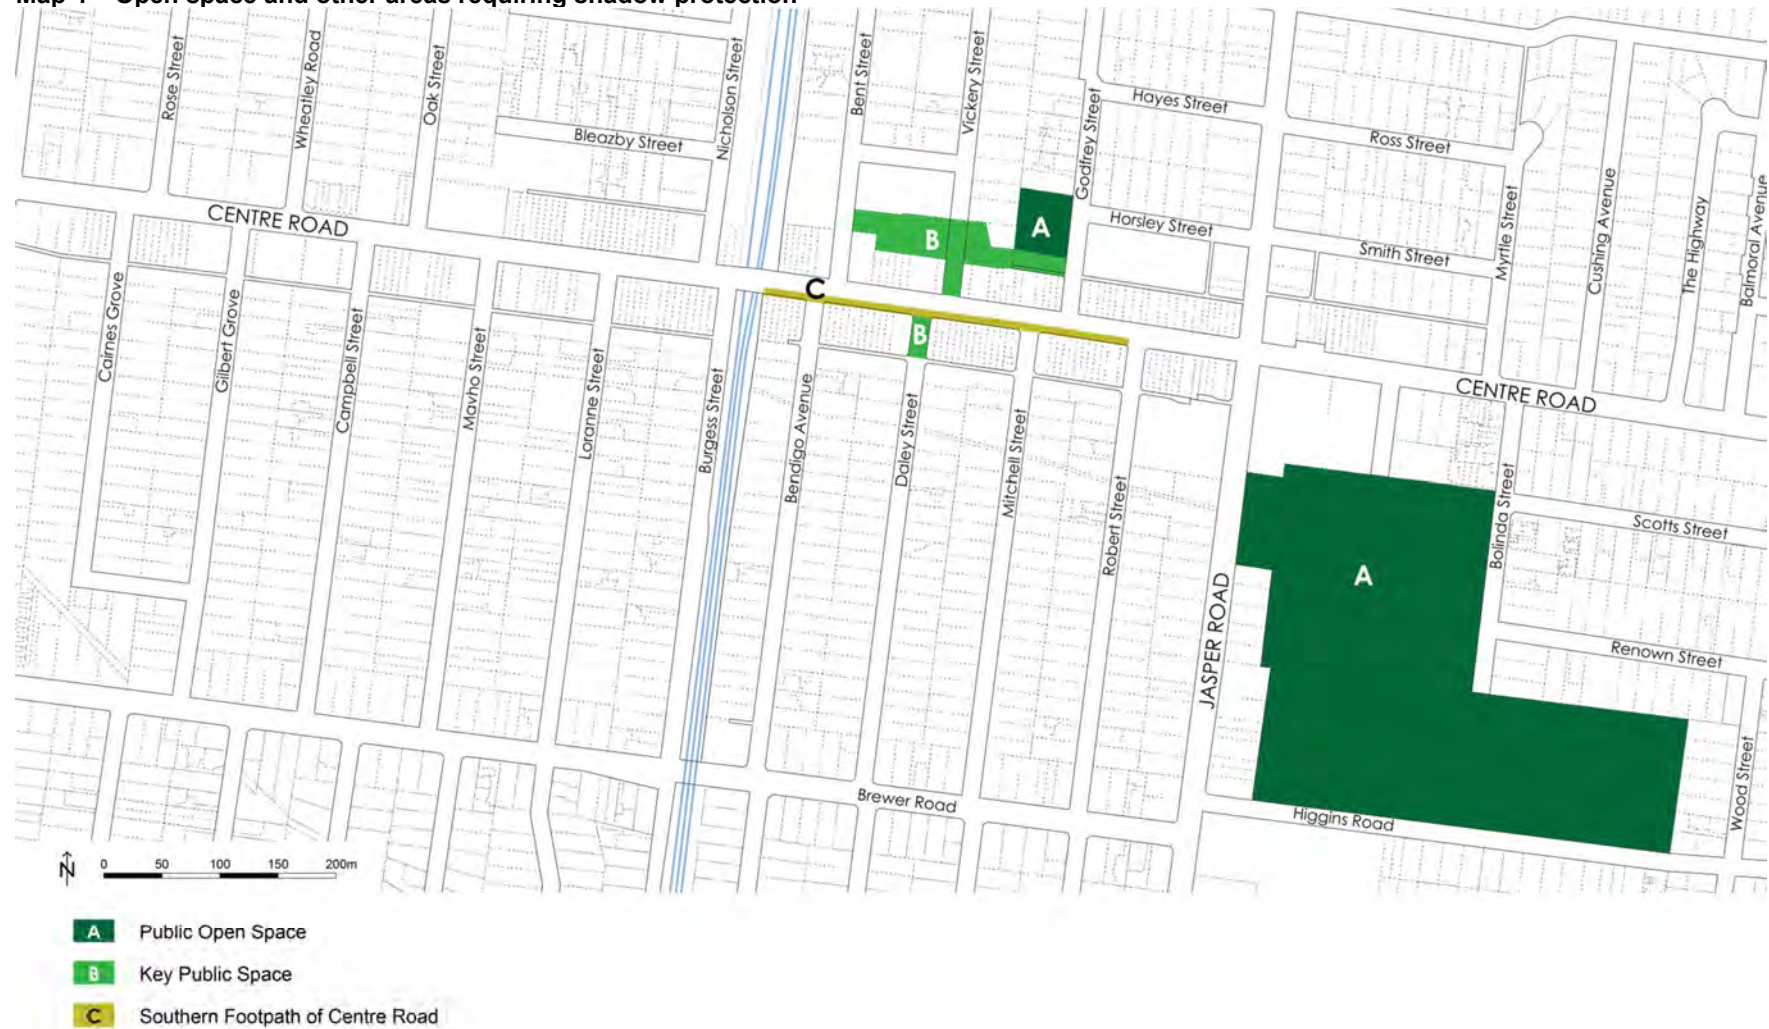 Map 1 Open space and other areas requiring shadow protection
Rose Street
Wheatley Road
Oak Street
Nicholson Street
Bent Street
Vickery Street
Godfrey Street
Hayes Street
Ross Street
Bleazby Street
Horsley Street
Smith Street
Myrtle Street
Cushing Avenue
The Highway
Balmoral Avenue
CENTRE ROAD
A
B
C
B
Cairnes Grove
Gilbert Grove
Campbell Street
Mavho Street
Loranne Street
Burgess Street
Bendigo Avenue
Daley Street
Mitchell Street
Robert Street
JASPER ROAD
CENTRE ROAD
Bolinda Street
Scotts Street
A
Renown Street
Wood Street
Brewer Road
Higgins Road
N
0 50 100 150 200m
A Public Open Space
B Key Public Space
C Southern Footpath of Centre Road